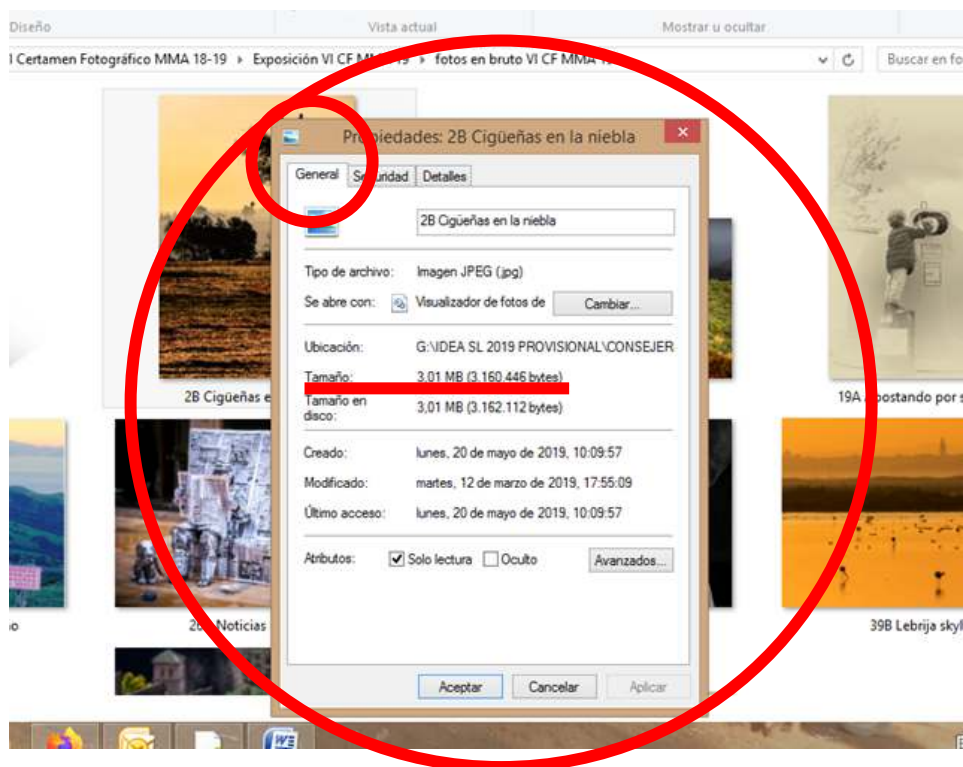 Diseño
Vista actual
Mostrar u ocultar
Certamen Fotográfico MMA 18-19 ▸ Exposición VI CF ▸ fotos en bruto VI CF
Buscar en fo
Propiedades: 2B Cigüeñas en la niebla
General Seguridad Detalles
2B Cigüeñas en la niebla
Tipo de archivo: Imagen JPEG (.jpg)
Se abre con: Visualizador de fotos de Cambiar...
Ubicación: G:\IDEA SL 2019 PROVISIONAL\CONSEJER
Tamaño: 3,01 MB (3.160.446 bytes)
Tamaño en disco: 3,01 MB (3.162.112 bytes)
Creado: lunes, 20 de mayo de 2019, 10:09:57
Modificado: martes, 12 de marzo de 2019, 17:55:09
Último acceso: lunes, 20 de mayo de 2019, 10:09:57
Atributos: Solo lectura Oculto Avanzados...
Aceptar Cancelar Aplicar
2B Cigüeñas e
19A postando por s
Noticias
39B Lebrija skyl